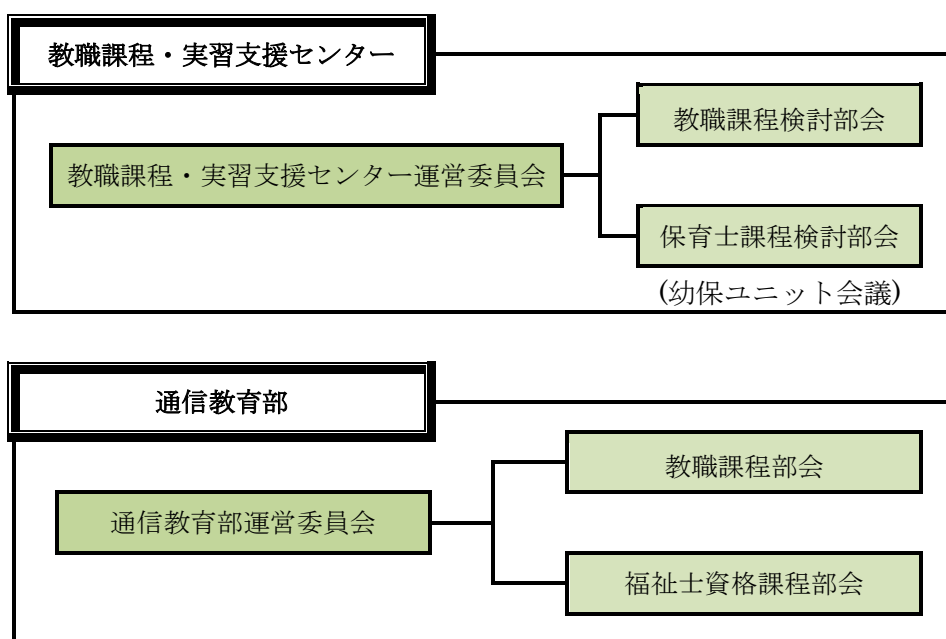 教職課程・実習支援センター
教職課程検討部会
教職課程・実習支援センター運営委員会
保育士課程検討部会
(幼保ユニット会議)
通信教育部
教職課程部会
通信教育部運営委員会
福祉士資格課程部会